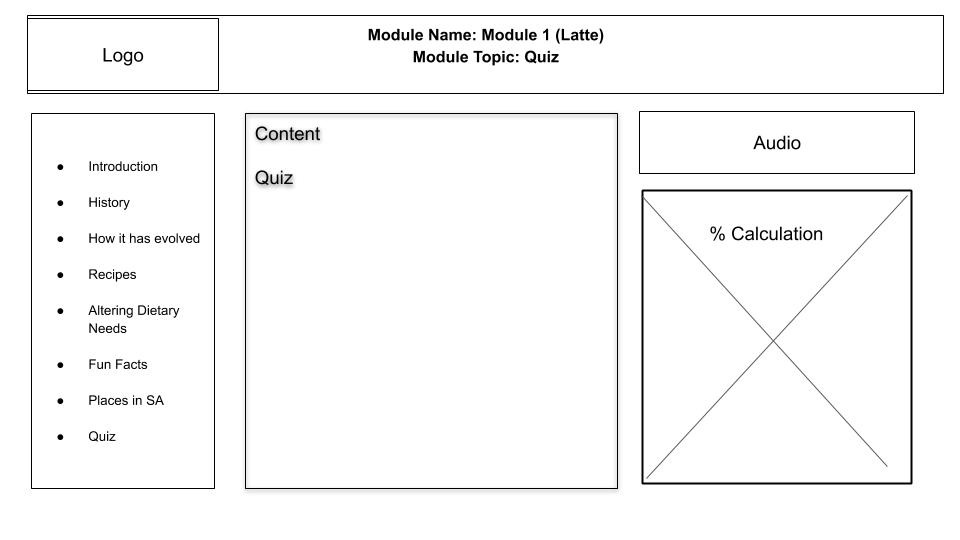 Logo
Module Name: Module 1 (Latte)
Module Topic: Quiz
● Introduction
● History
● How it has evolved
● Recipes
● Altering Dietary
Needs
● Fun Facts
● Places in SA
● Quiz
Content
Quiz
Audio
% Calculation